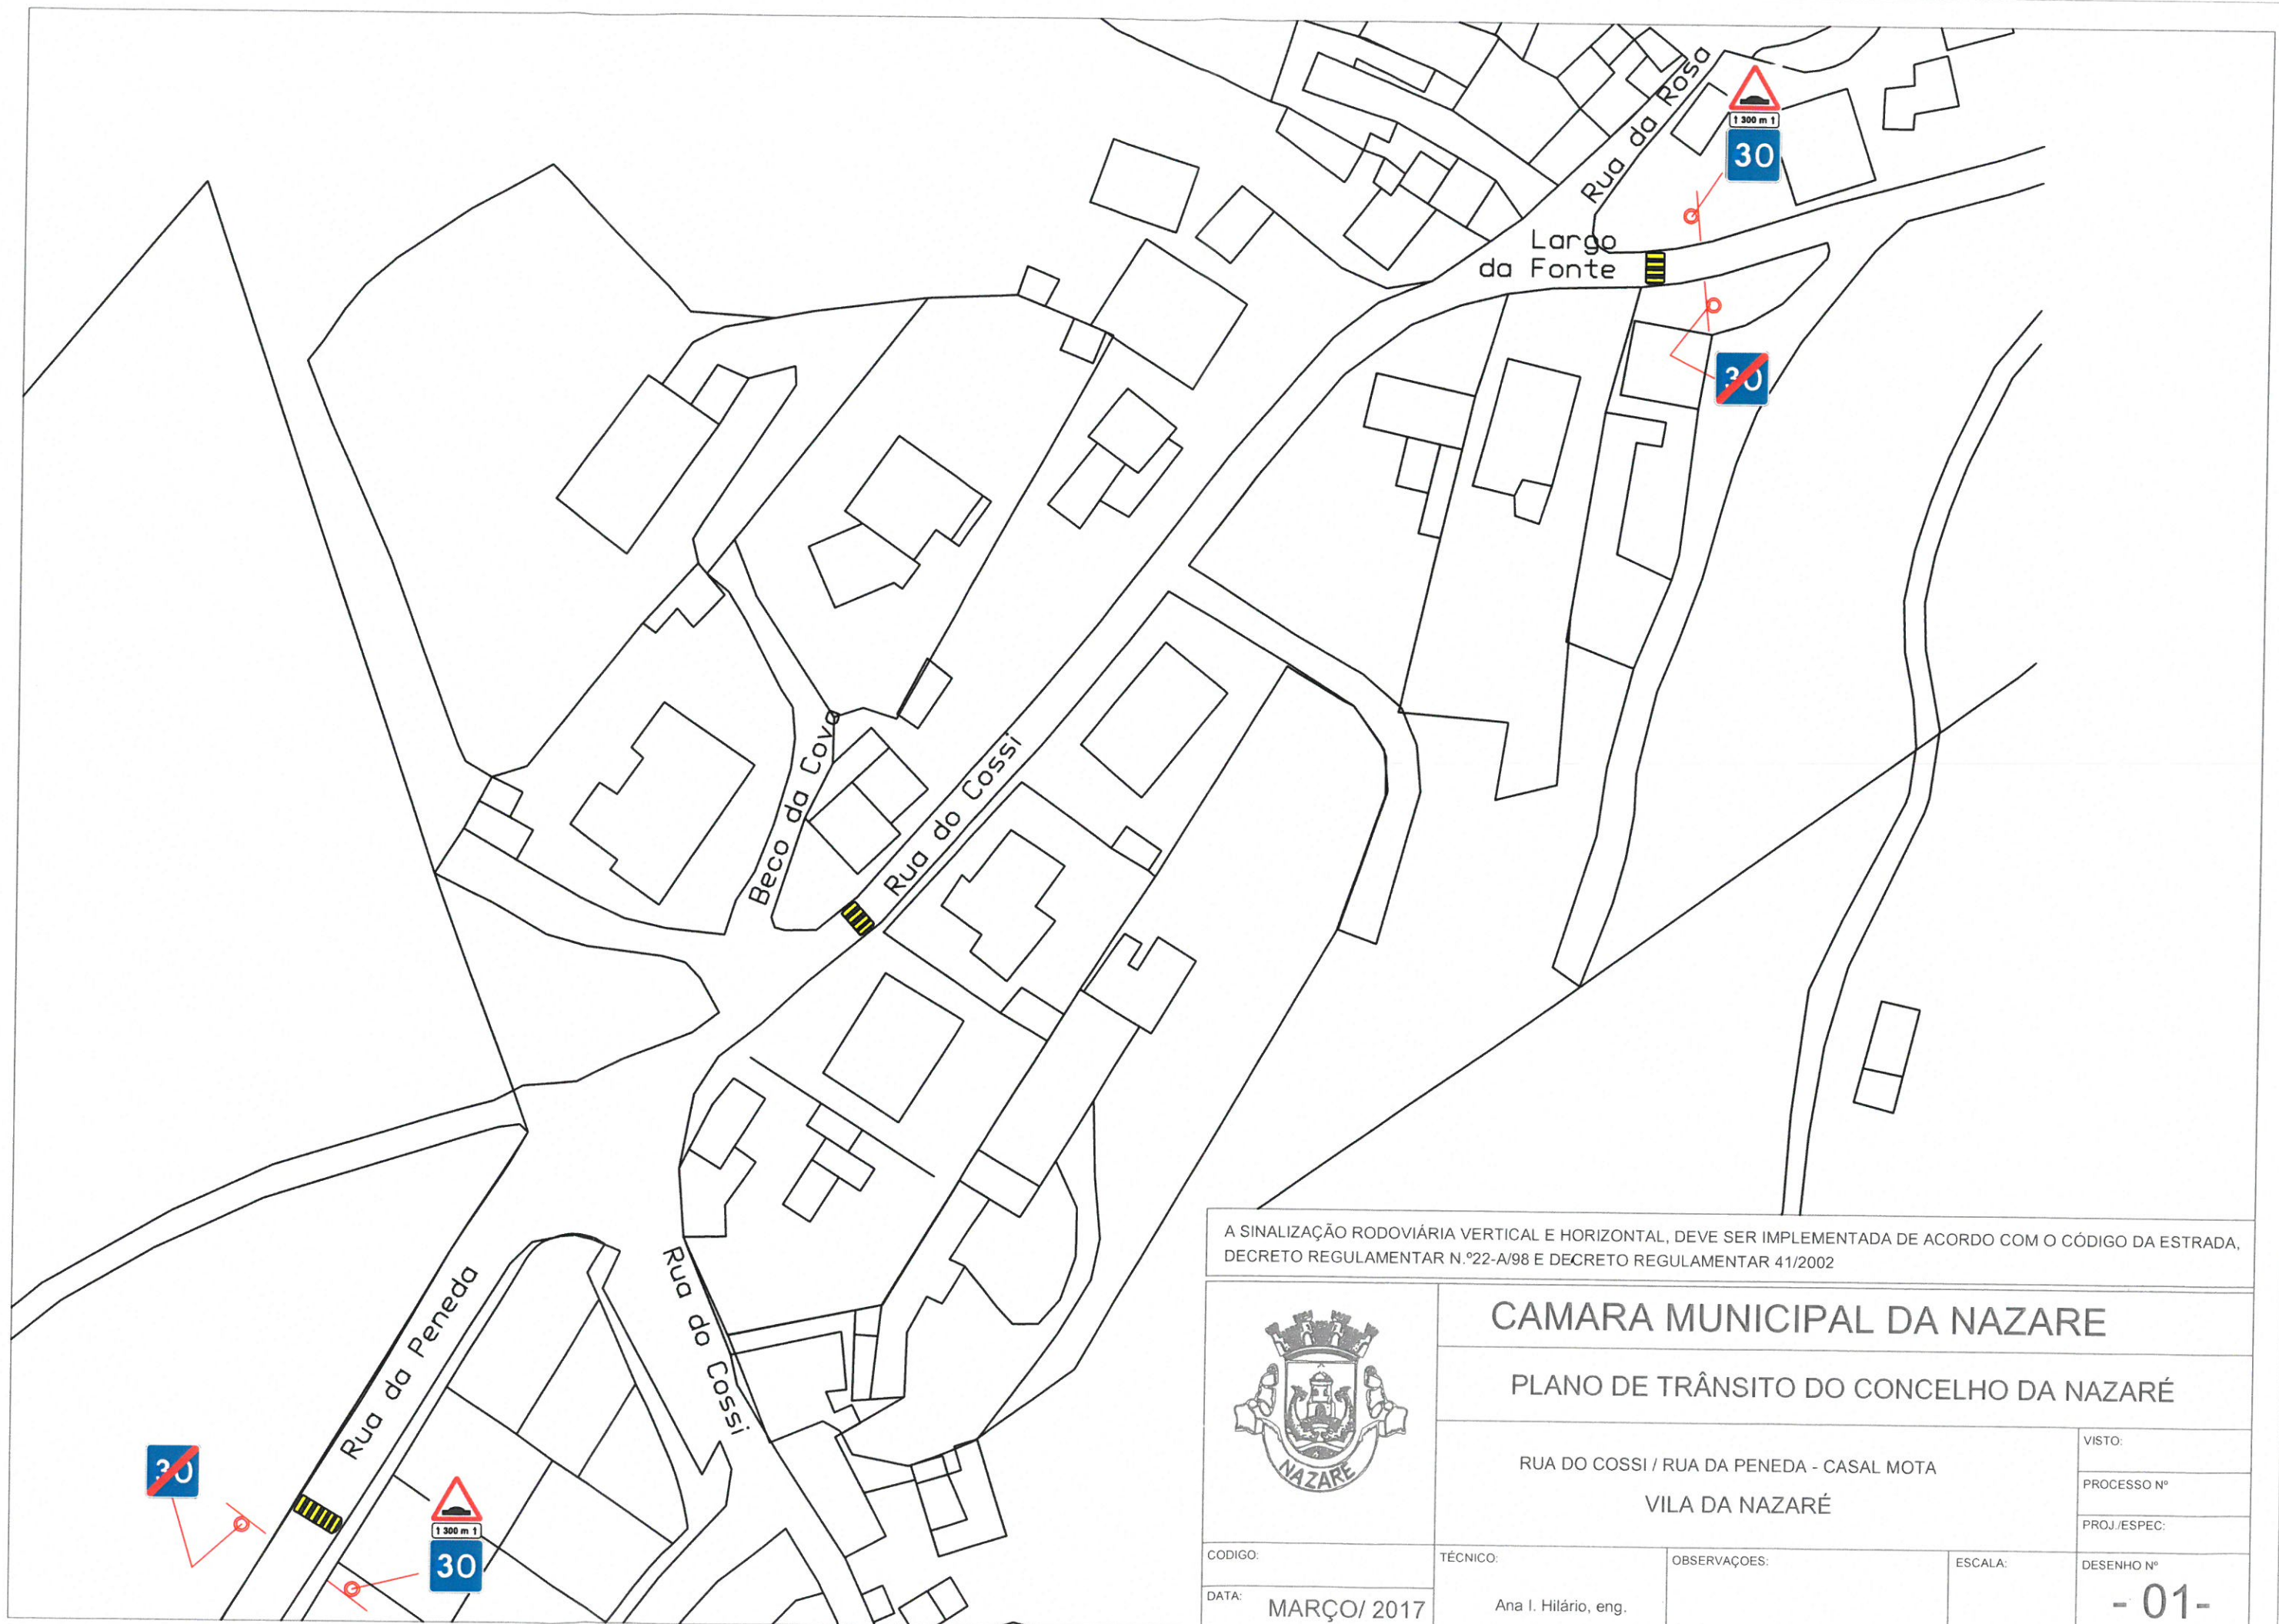 Rua da Rosa
↑ 300 m ↑
30
Largo
da Fonte
30
Beco da Cova
Rua do Cossi
Rua da Peneda
Rua do Cossi
30
↑ 300 m ↑
30
A SINALIZAÇÃO RODOVIÁRIA VERTICAL E HORIZONTAL, DEVE SER IMPLEMENTADA DE ACORDO COM O CÓDIGO DA ESTRADA,
DECRETO REGULAMENTAR N.º22-A/98 E DECRETO REGULAMENTAR 41/2002
NAZARÉ
CAMARA MUNICIPAL DA NAZARE
PLANO DE TRÂNSITO DO CONCELHO DA NAZARÉ
RUA DO COSSI / RUA DA PENEDA - CASAL MOTA
VILA DA NAZARÉ
VISTO:
PROCESSO Nº
PROJ./ESPEC:
CODIGO:
DATA: MARÇO/ 2017
TÉCNICO:
Ana I. Hilário, eng.
OBSERVAÇOES:
ESCALA:
DESENHO Nº
- 01-